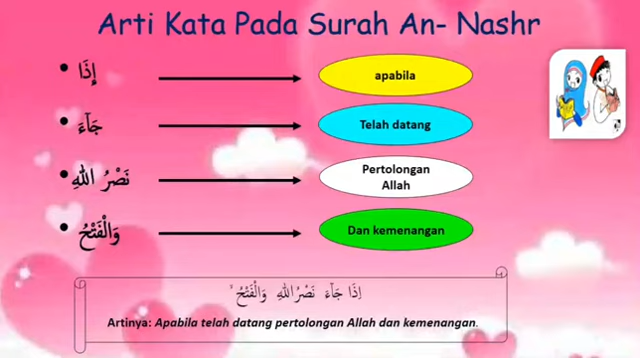 Arti Kata Pada Surah An- Nashr
• إِذَا
apabila
• جَآءَ
Telah datang
• نَصْرُ اللّٰهِ
Pertolongan
Allah
• وَالْفَتْحُ
Dan kemenangan
اِذَا جَآءَ نَصْرُ اللّٰهِ وَالْفَتْحُ ۙ
Artinya: Apabila telah datang pertolongan Allah dan kemenangan.